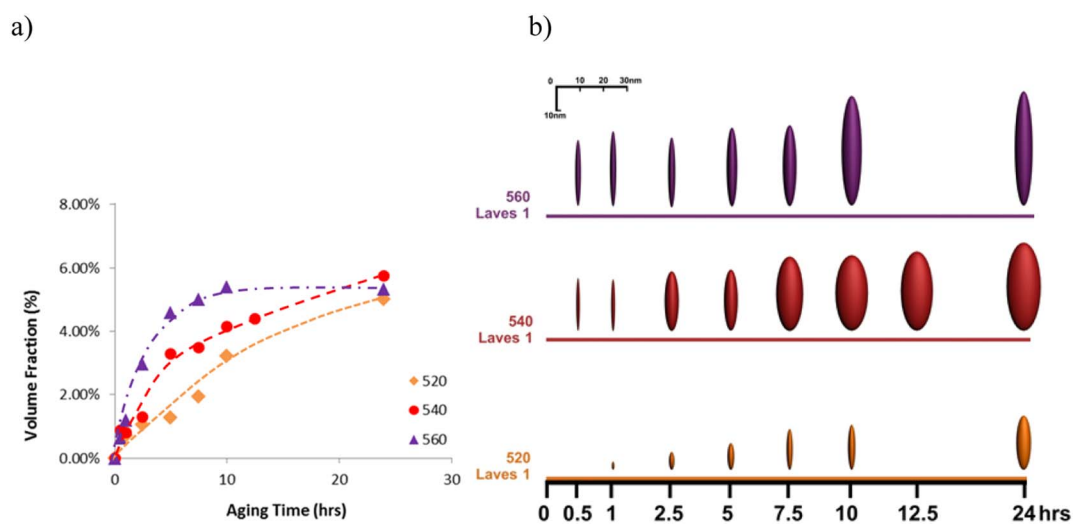 a)
b)
0 10 20 30nm
10nm
560
Laves 1
8.00%
6.00%
4.00%
2.00%
0.00%
Volume Fraction (%)
520
540
560
0 10 20 30
Aging Time (hrs)
540
Laves 1
520
Laves 1
0 0.5 1 2.5 5 7.5 10 12.5 24 hrs